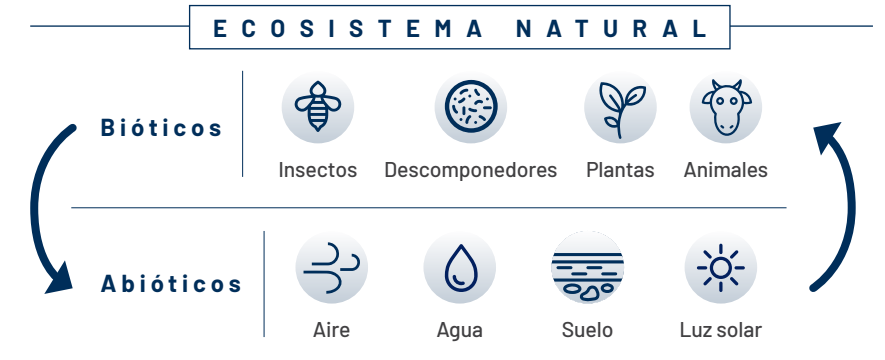 ECOSISTEMA NATURAL
Bióticos
Insectos Descomponedores Plantas Animales
Abióticos
Aire Agua Suelo Luz solar